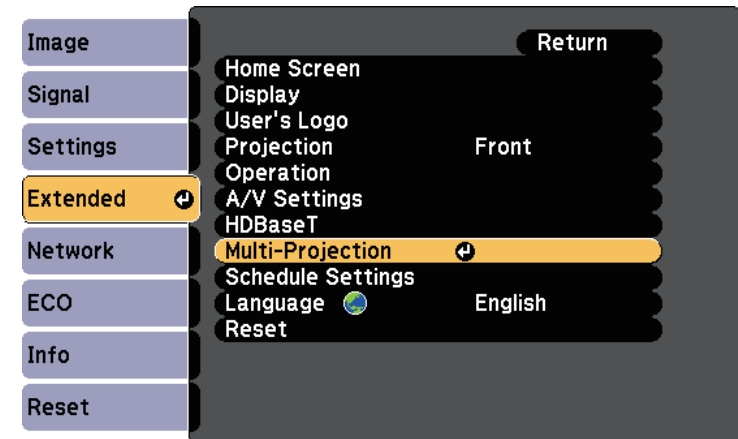 Image
Signal
Settings
Extended
Network
ECO
Info
Reset
Return
Home Screen
Display
User's Logo
Projection Front
Operation
A/V Settings
HDBaseT
Multi-Projection
Schedule Settings
Language English
Reset